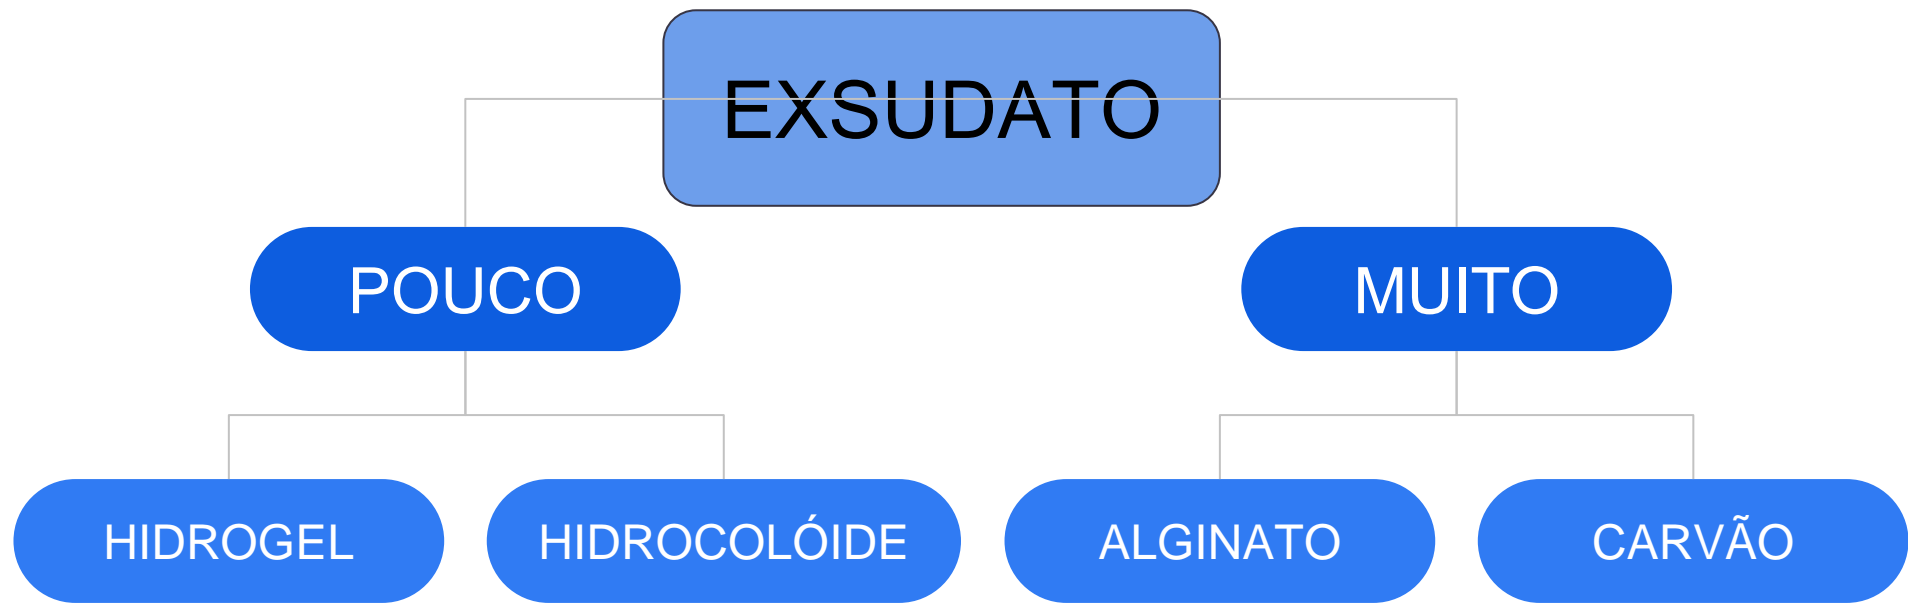 EXSUDATO
POUCO
MUITO
HIDROGEL
HIDROCOLÓIDE
ALGINATO
CARVÃO